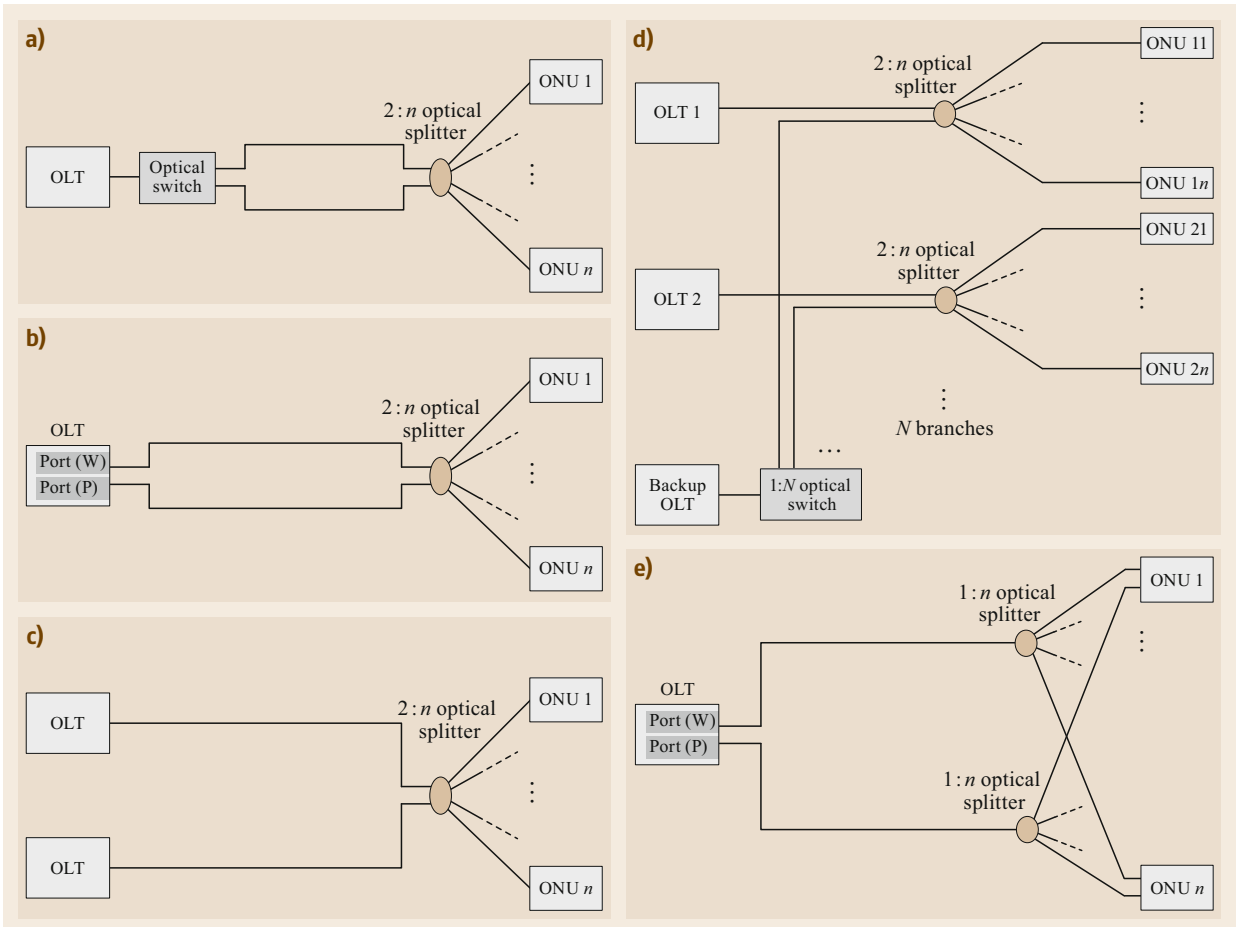 a)
OLT
Optical
switch
2 : n optical
splitter
ONU 1
⋮
ONU n
b)
OLT
Port (W)
Port (P)
2 : n optical
splitter
ONU 1
⋮
ONU n
c)
OLT
OLT
2 : n optical
splitter
ONU 1
⋮
ONU n
d)
OLT 1
2 : n optical
splitter
ONU 11
⋮
ONU 1n
OLT 2
2 : n optical
splitter
ONU 21
⋮
ONU 2n
⋮
N branches
...
Backup
OLT
1:N optical
switch
e)
OLT
Port (W)
Port (P)
1 : n optical
splitter
1 : n optical
splitter
ONU 1
⋮
ONU n